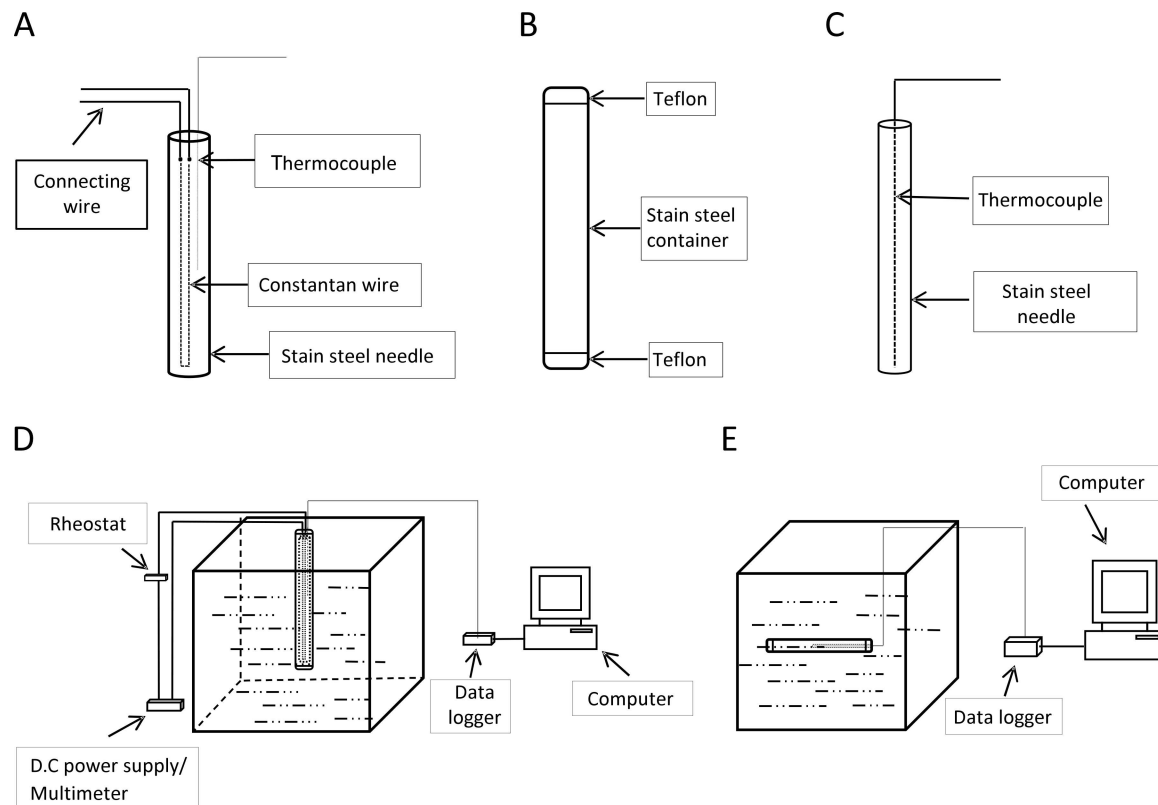 A
Connecting
wire
Thermocouple
Constantan wire
Stain steel needle
B
Teflon
Stain steel
container
Teflon
C
Thermocouple
Stain steel
needle
D
Rheostat
D.C power supply/
Multimeter
Data
logger
Computer
E
Computer
Data logger